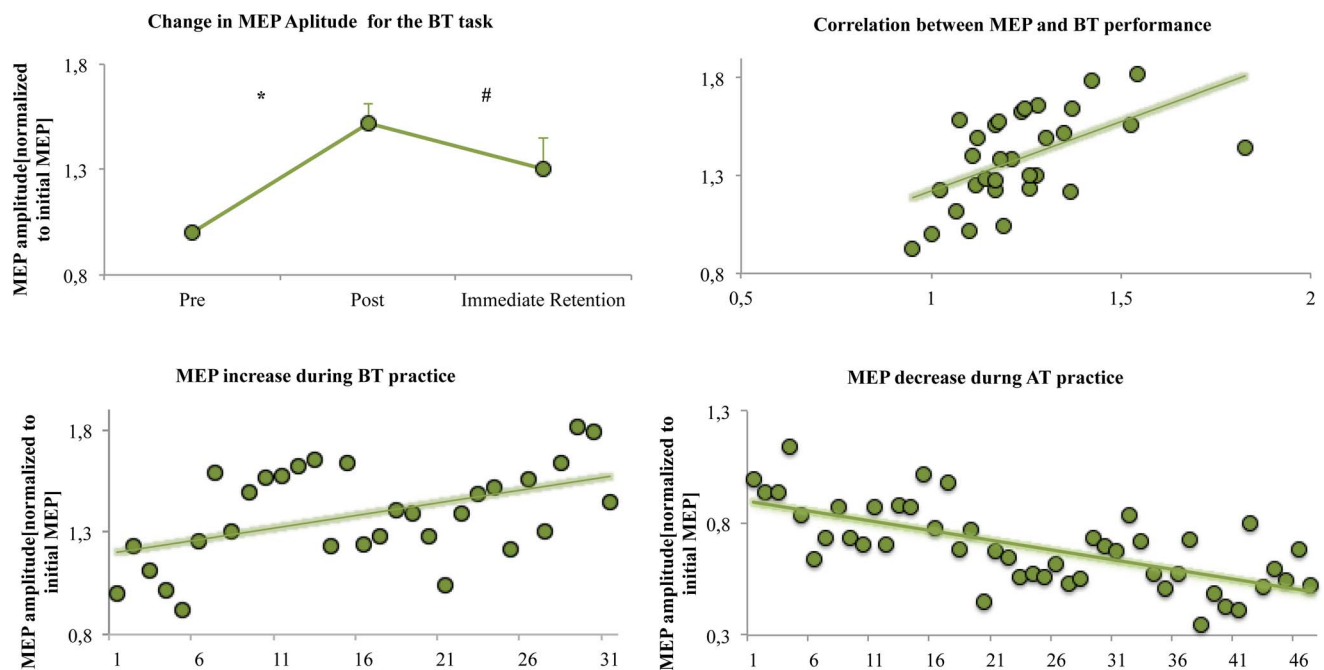 Change in MEP Aplitude for the BT task
MEP amplitude[normalized
to initial MEP]
1,8
1,3
0,8
*
#
Pre
Post
Immediate Retention
Correlation between MEP and BT performance
1,8
1,3
0,8
0,5
1
1,5
2
MEP increase during BT practice
MEP amplitude[normalized to
initial MEP]
1,8
1,3
0,8
1
6
11
16
21
26
31
MEP decrease durng AT practice
MEP amplitude[normalized to
initial MEP]
1,3
0,8
0,3
1
6
11
16
21
26
31
36
41
46